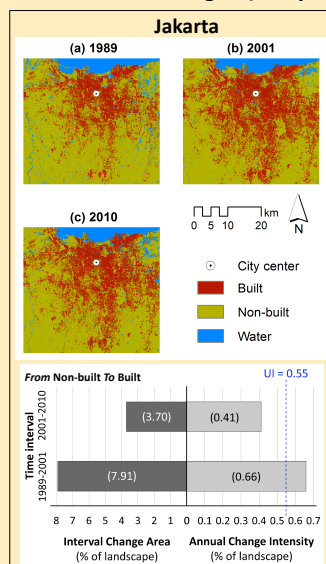 Jakarta
(a) 1989
(b) 2001
(c) 2010
0 5 10 20
km
N
City center
Built
Non-built
Water
From Non-built To Built
UI = 0.55
Time interval
2001-2010
(3.70)
(0.41)
1989-2001
(7.91)
(0.66)
8 7 6 5 4 3 2 1 0 0.1 0.2 0.3 0.4 0.5 0.6 0.7
Interval Change Area
(% of landscape)
Annual Change Intensity
(% of landscape)